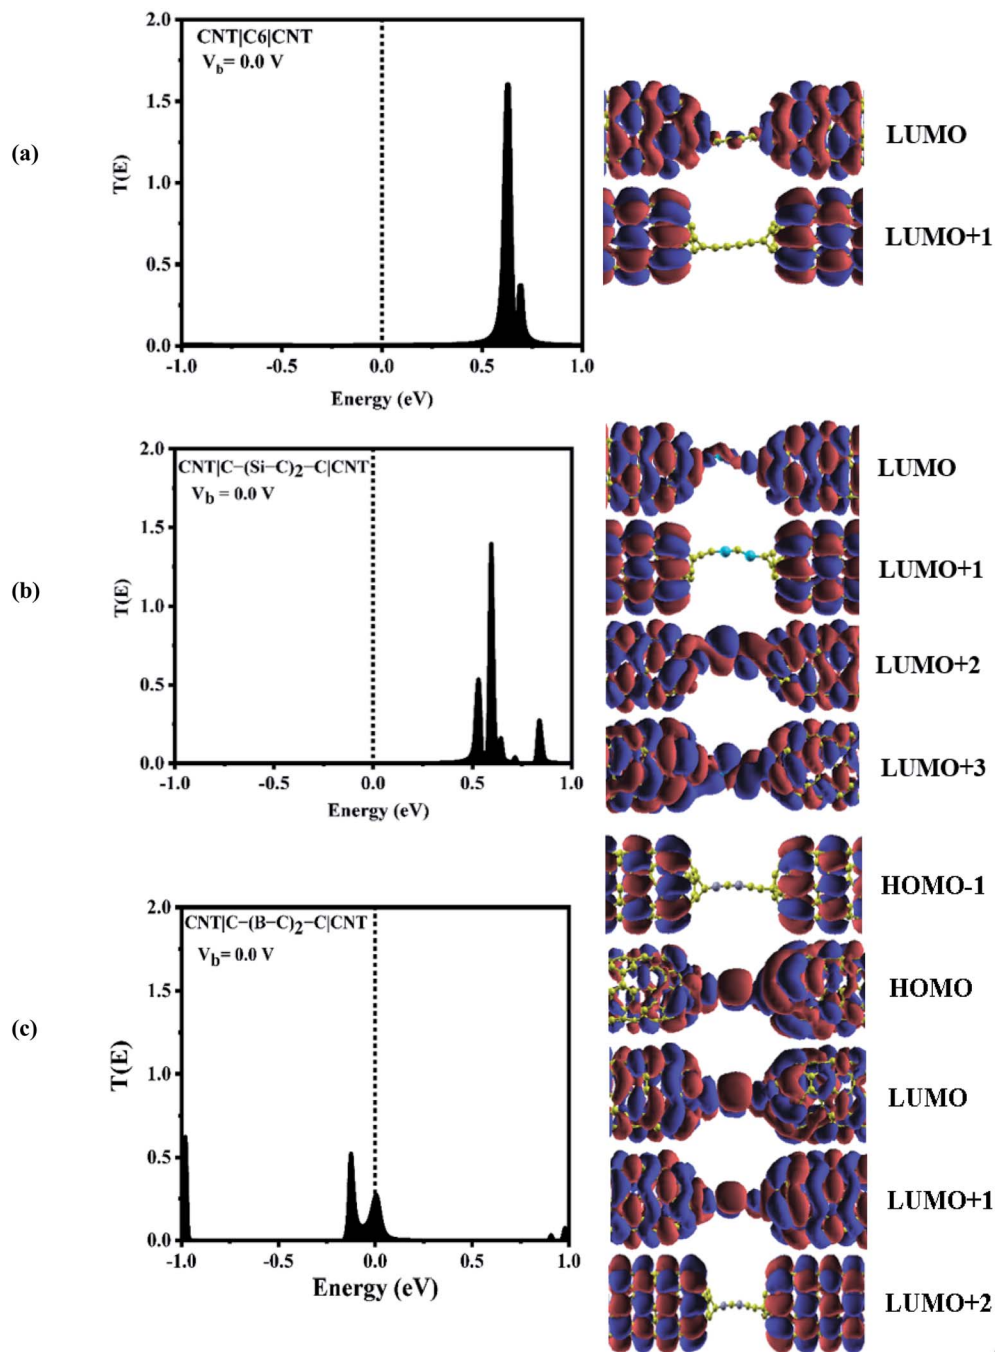 (a)
CNT|C6|CNT
Vb= 0.0 V
T(E)
2.0
1.5
1.0
0.5
0.0
-1.0
-0.5
0.0
0.5
1.0
Energy (eV)
LUMO
LUMO+1
(b)
CNT|C−(Si−C)2−C|CNT
Vb = 0.0 V
T(E)
2.0
1.5
1.0
0.5
0.0
-1.0
-0.5
0.0
0.5
1.0
Energy (eV)
LUMO
LUMO+1
LUMO+2
LUMO+3
(c)
CNT|C−(B−C)2−C|CNT
Vb= 0.0 V
T(E)
2.0
1.5
1.0
0.5
0.0
-1.0
-0.5
0.0
0.5
1.0
Energy (eV)
HOMO-1
HOMO
LUMO
LUMO+1
LUMO+2